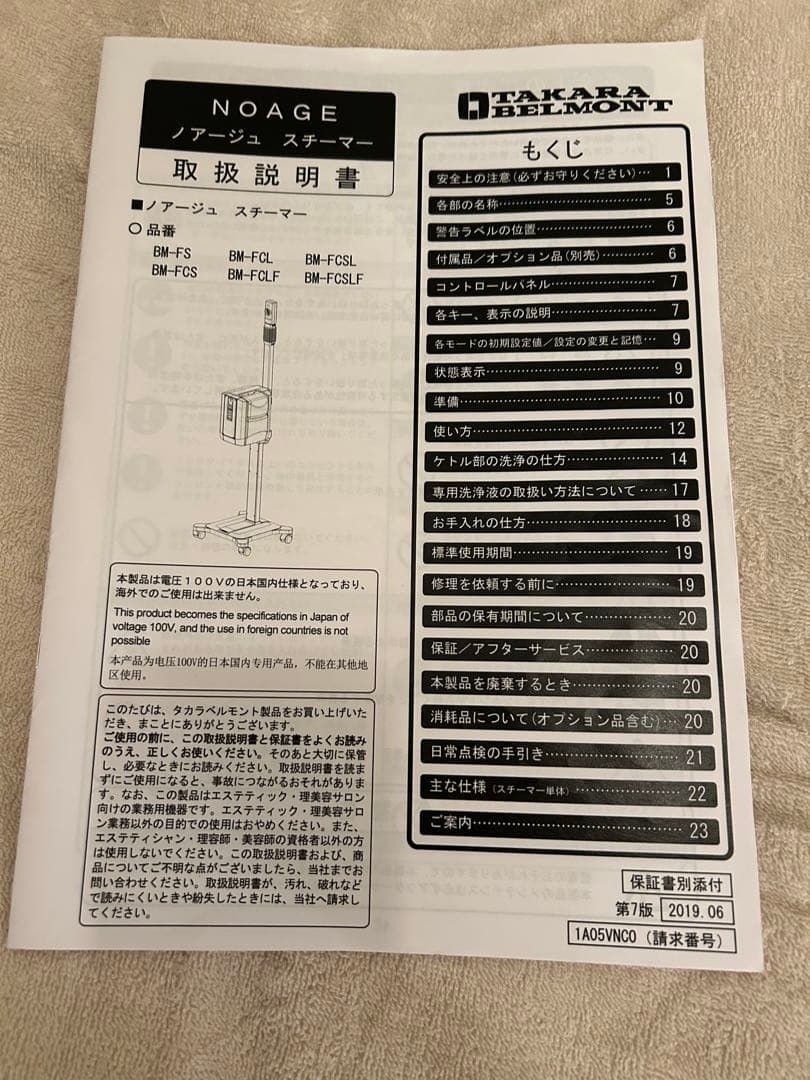 NOAGE
ノアージュ スチーマー
取扱説明書
■ノアージュ スチーマー
○品番
BM-FS BM-FCL BM-FCSL
BM-FCS BM-FCLF BM-FCSLF
本製品は電圧100Vの日本国内仕様となっており、
海外でのご使用は出来ません。
This product becomes the specifications in Japan of
voltage 100V, and the use in foreign countries is not
possible
本产品为电压100V的日本国内专用产品，不能在其他地
区使用。
このたびは、タカラベルモント製品をお買い上げいた
だき、まことにありがとうございます。
ご使用の前に、この取扱説明書と保証書をよくお読み
のうえ、正しくお使いください。そのあと大切に保管
し、必要なときにお読みください。取扱説明書を読ま
ずにご使用になると、事故につながるおそれがありま
す。なお、この製品はエステティック・理美容サロン
向けの業務用機器です。エステティック・理美容サロ
ン業務以外の目的での使用はおやめください。また、
エステティシャン・理容師・美容師の資格者以外の方
は使用しないでください。この取扱説明書および、商
品についてご不明な点がございましたら、当社までお
問い合わせください。取扱説明書が、汚れ、破れなど
で読みにくいときや紛失したときには、当社へ請求し
てください。
TAKARA
BELMONT
もくじ
安全上の注意(必ずお守りください)… 1
各部の名称…………………………… 5
警告ラベルの位置…………………… 6
付属品／オプション品(別売)……… 6
コントロールパネル………………… 7
各キー、表示の説明………………… 7
各モードの初期設定値／設定の変更と記憶… 9
状態表示……………………………… 9
準備…………………………………… 10
使い方………………………………… 12
ケトル部の洗浄の仕方……………… 14
専用洗浄液の取扱い方法について…… 17
お手入れの仕方……………………… 18
標準使用期間………………………… 19
修理を依頼する前に………………… 19
部品の保有期間について…………… 20
保証／アフターサービス…………… 20
本製品を廃棄するとき……………… 20
消耗品について(オプション品含む)… 20
日常点検の手引き…………………… 21
主な仕様(スチーマー単体)………… 22
ご案内………………………………… 23
保証書別添付
第7版 2019.06
1A05VNC0 (請求番号)